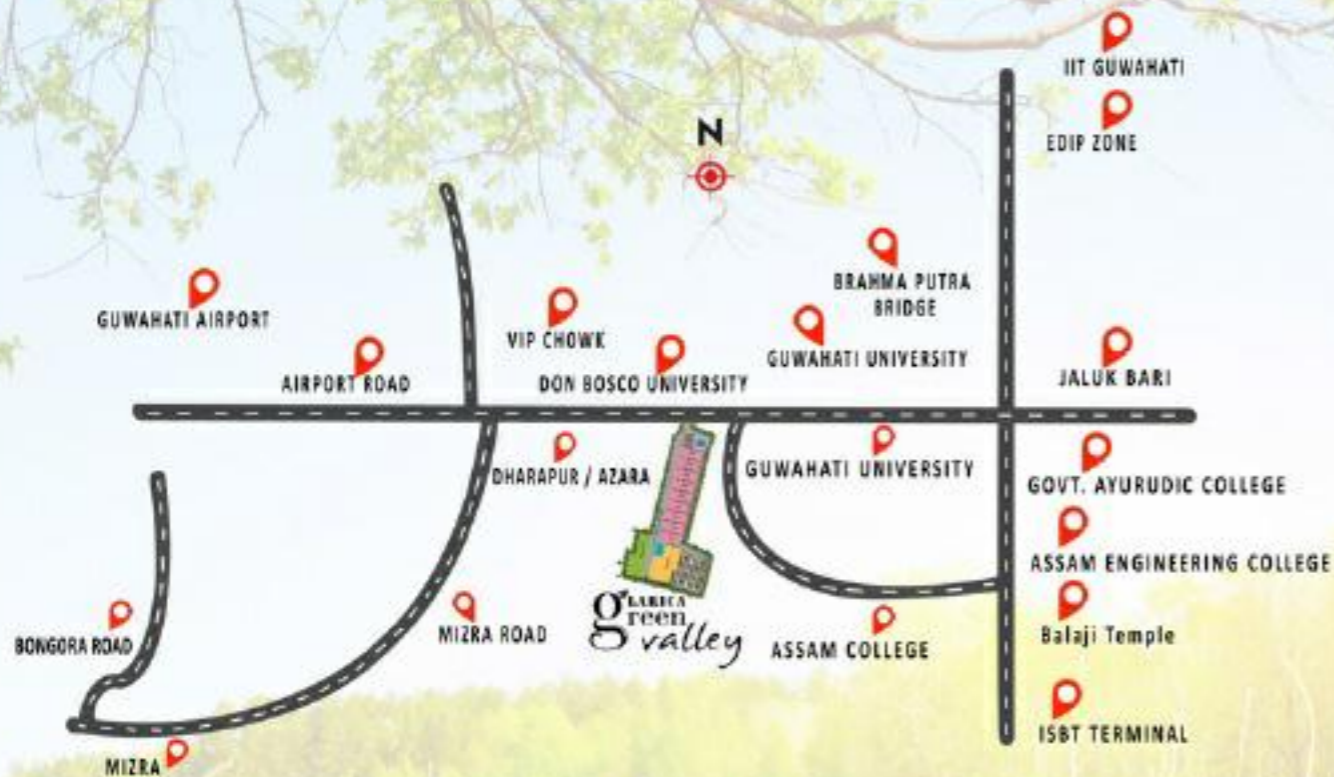 IIT GUWAHATI
EDIP ZONE
N
BRAHMA PUTRA
BRIDGE
GUWAHATI AIRPORT
VIP CHOWK
GUWAHATI UNIVERSITY
AIRPORT ROAD
DON BOSCO UNIVERSITY
JALUK BARI
DHARAPUR / AZARA
GUWAHATI UNIVERSITY
GOVT. AYURUDIC COLLEGE
ASSAM ENGINEERING COLLEGE
BONGORA ROAD
MIZRA ROAD
LARICA
green
valley
ASSAM COLLEGE
Balaji Temple
ISBT TERMINAL
MIZRA